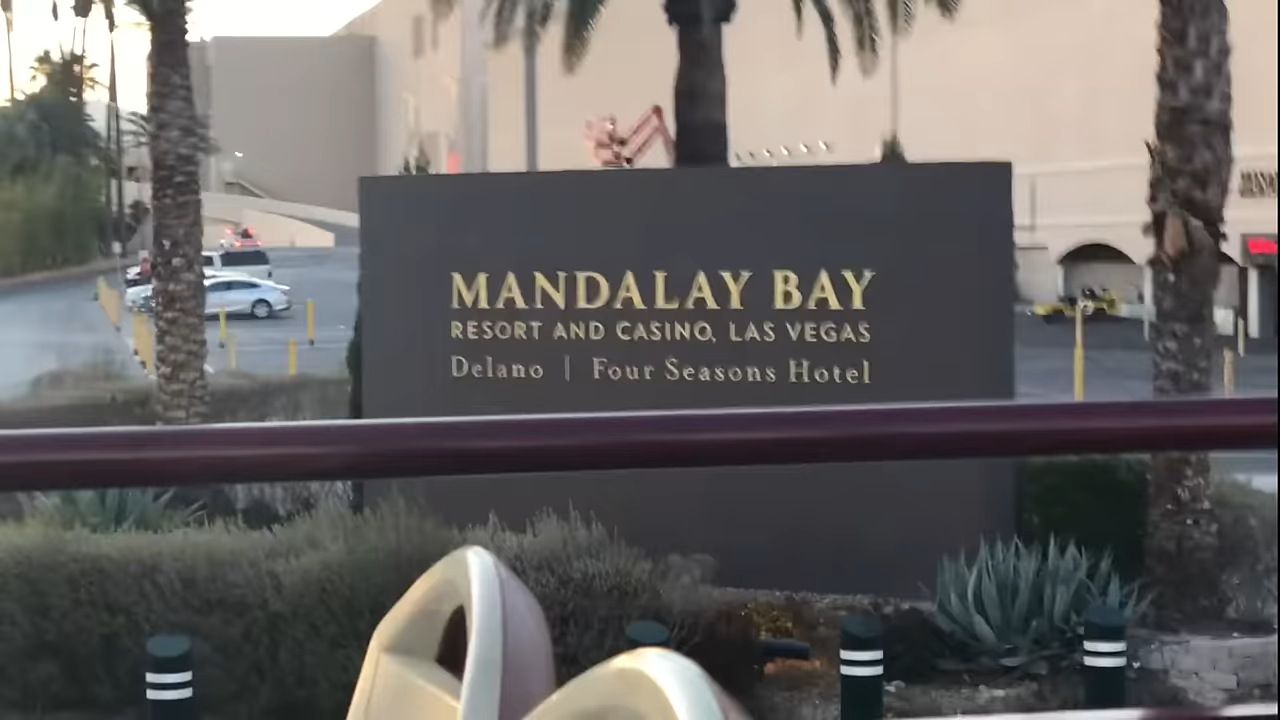 MANDALAY BAY
RESORT AND CASINO, LAS VEGAS
Delano | Four Seasons Hotel